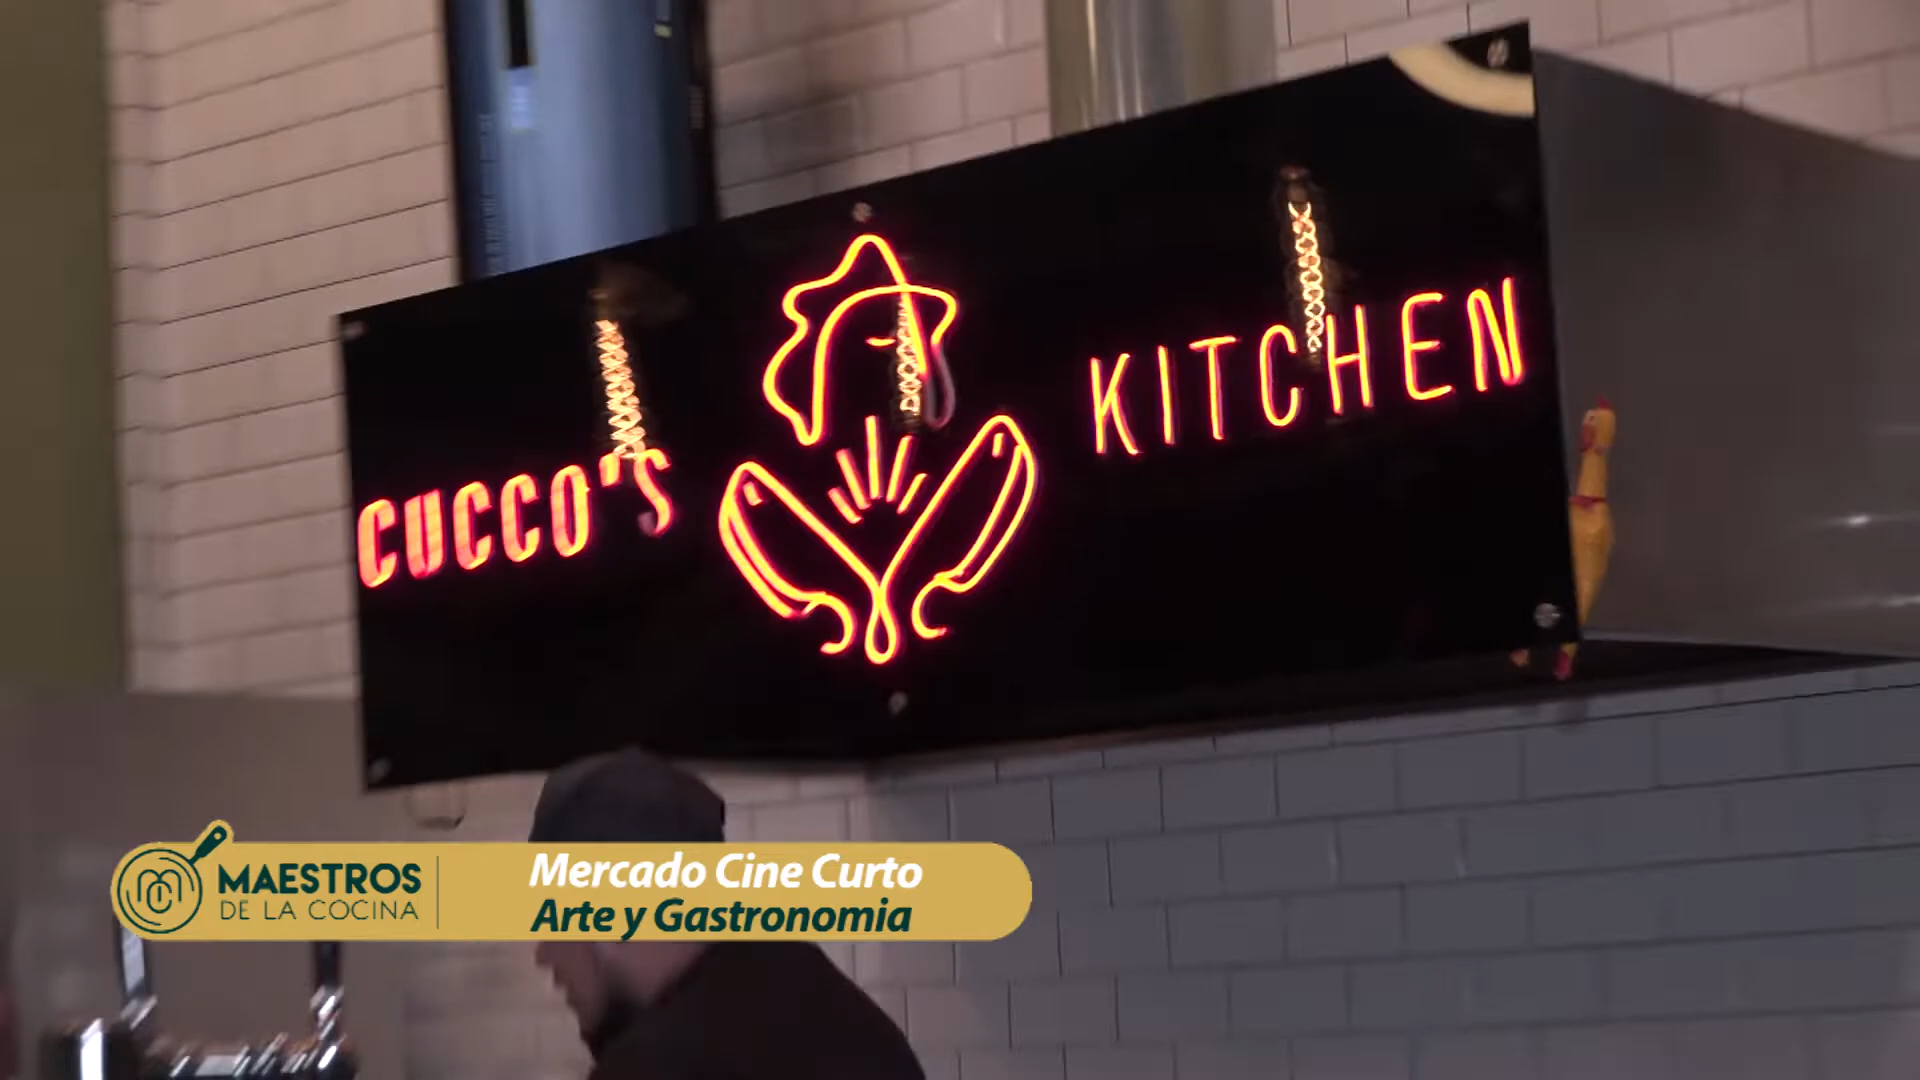 CUCCO'S KITCHEN
MAESTROS
DE LA COCINA
Mercado Cine Curto
Arte y Gastronomia